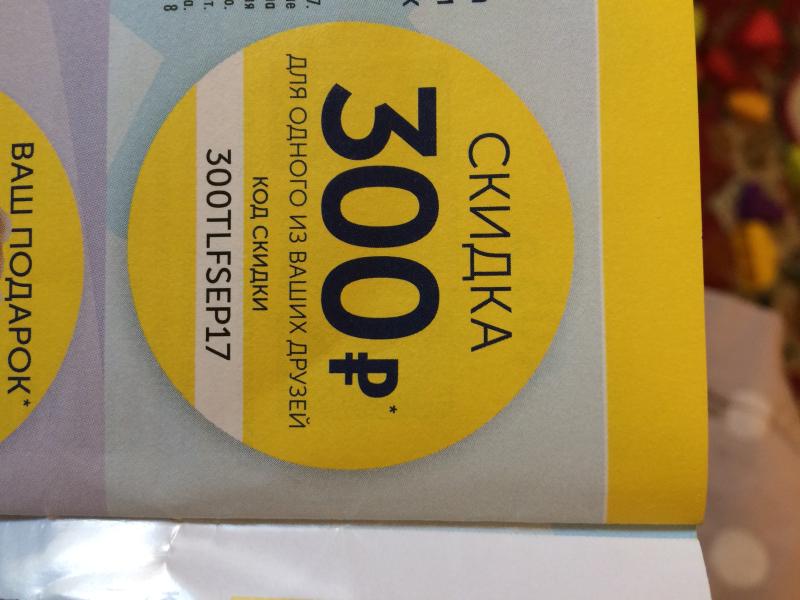 СКИДКА
300₽*
ДЛЯ ОДНОГО ИЗ ВАШИХ ДРУЗЕЙ
КОД СКИДКИ
300TLFSEP17
ВАШ ПОДАРОК*